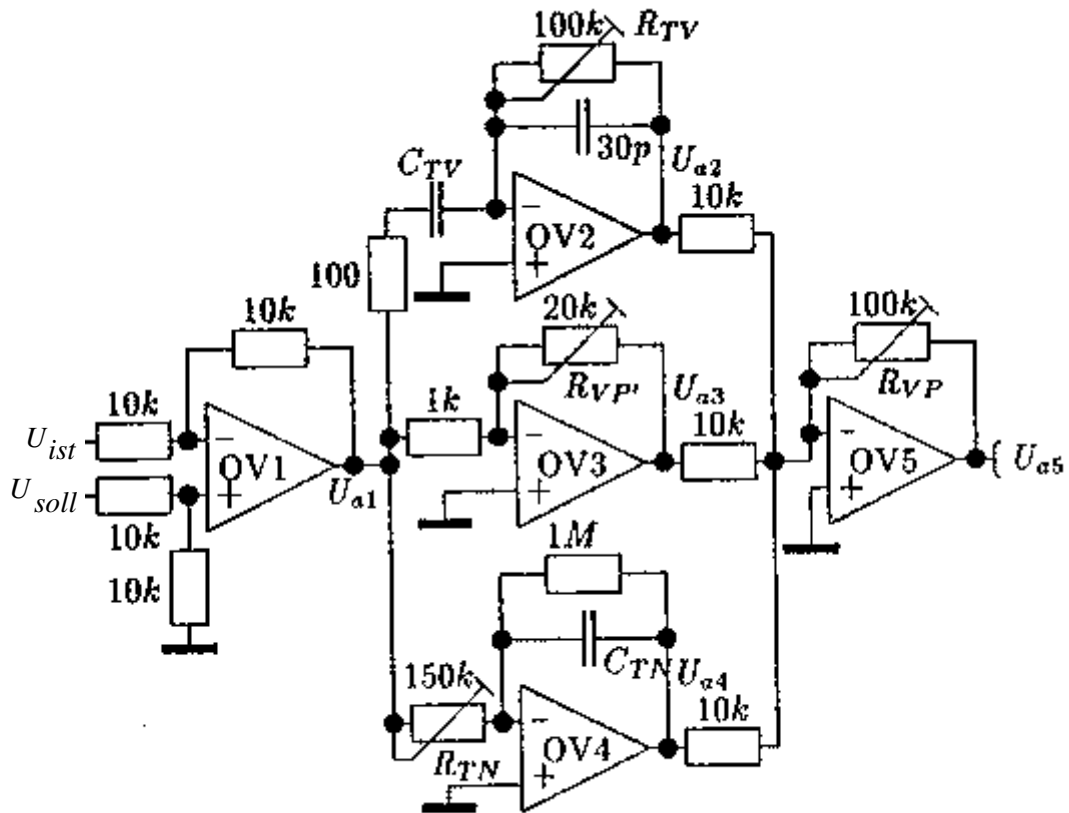 100k R_TV
30p
C_TV
U_a2
10k
OV2
−
+
100
10k
10k
U_ist
U_soll
OV1
−
+
U_a1
10k
10k
20k
R_VP'
1k
OV3
−
+
U_a3
10k
100k
R_VP
OV5
−
+
U_a5
1M
C_TN
U_a4
150k
R_TN
OV4
−
+
10k